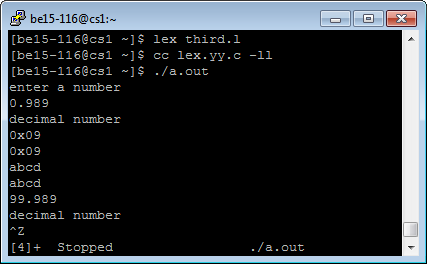 be15-116@cs1:~
[be15-116@cs1 ~]$ lex third.l
[be15-116@cs1 ~]$ cc lex.yy.c -ll
[be15-116@cs1 ~]$ ./a.out
enter a number
0.989
decimal number
0x09
0x09
abcd
abcd
99.989
decimal number
^Z
[4]+  Stopped                 ./a.out